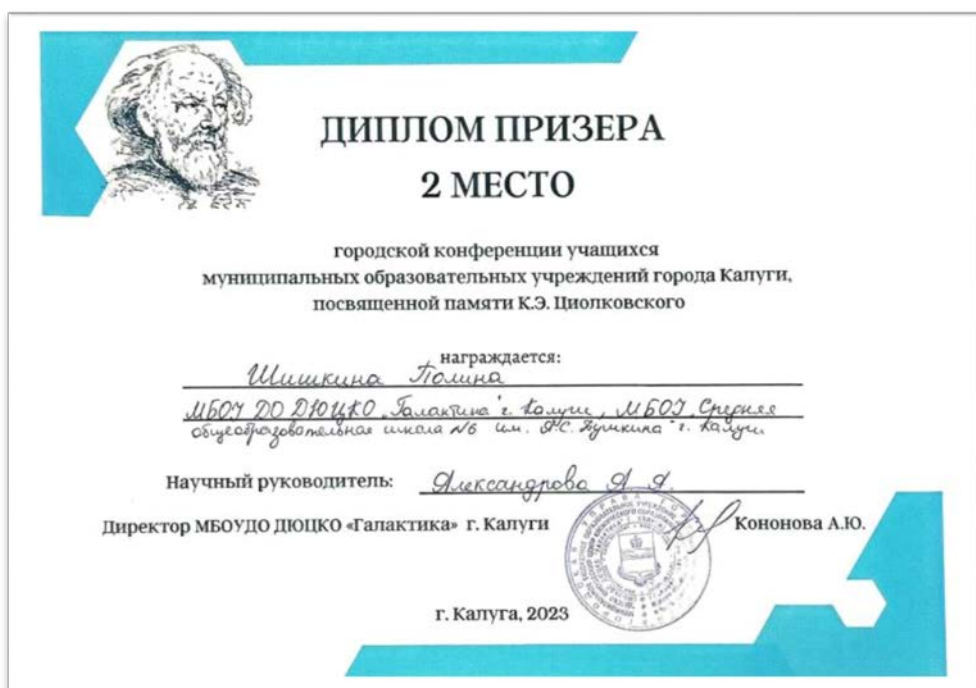 ДИПЛОМ ПРИЗЕРА
2 МЕСТО
городской конференции учащихся
муниципальных образовательных учреждений города Калуги,
посвященной памяти К.Э. Циолковского
награждается:
Шишкина Полина
МБОУ ДО ДЮЦКО "Галактика" г. Калуги, МБОУ "Средняя
общеобразовательная школа №6 им. А.С. Пушкина" г. Калуги
Научный руководитель: Александрова А. А.
Директор МБОУДО ДЮЦКО «Галактика» г. Калуги Кононова А.Ю.
г. Калуга, 2023